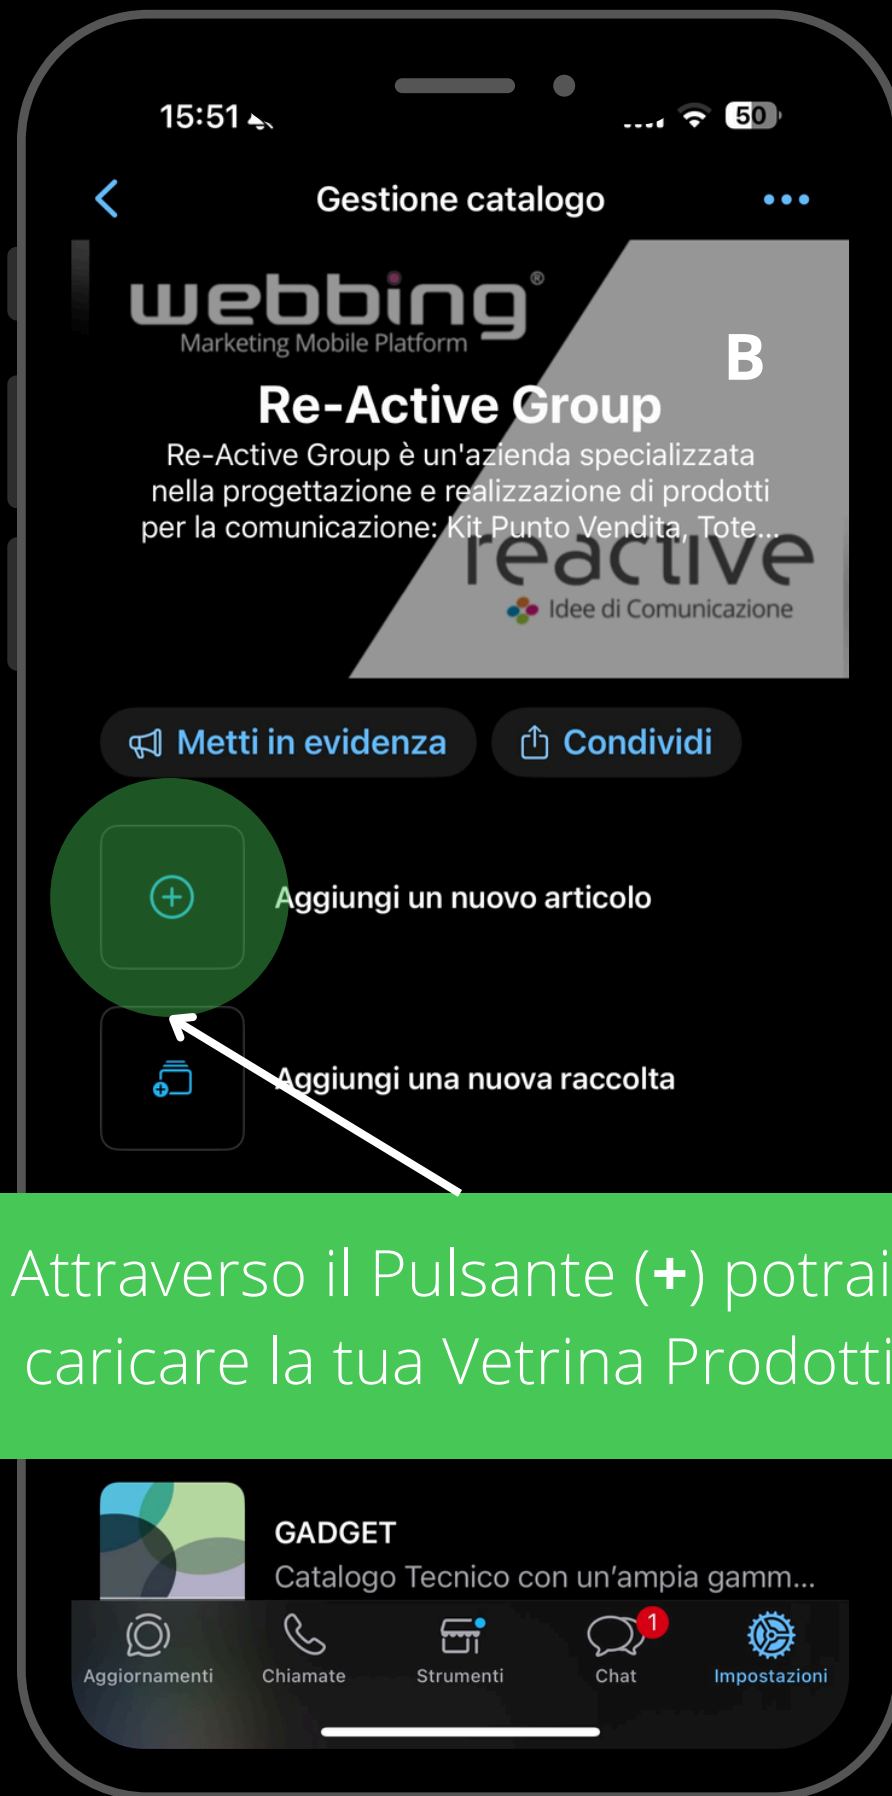 15:51
50
Gestione catalogo
webbing®
Marketing Mobile Platform
B
Re-Active Group
Re-Active Group è un'azienda specializzata
nella progettazione e realizzazione di prodotti
per la comunicazione: Kit Punto Vendita, Tote...
reactive
Idee di Comunicazione
Metti in evidenza
Condividi
Aggiungi un nuovo articolo
Aggiungi una nuova raccolta
Attraverso il Pulsante (+) potrai
caricare la tua Vetrina Prodotti
GADGET
Catalogo Tecnico con un'ampia gamm...
1
Aggiornamenti
Chiamate
Strumenti
Chat
Impostazioni